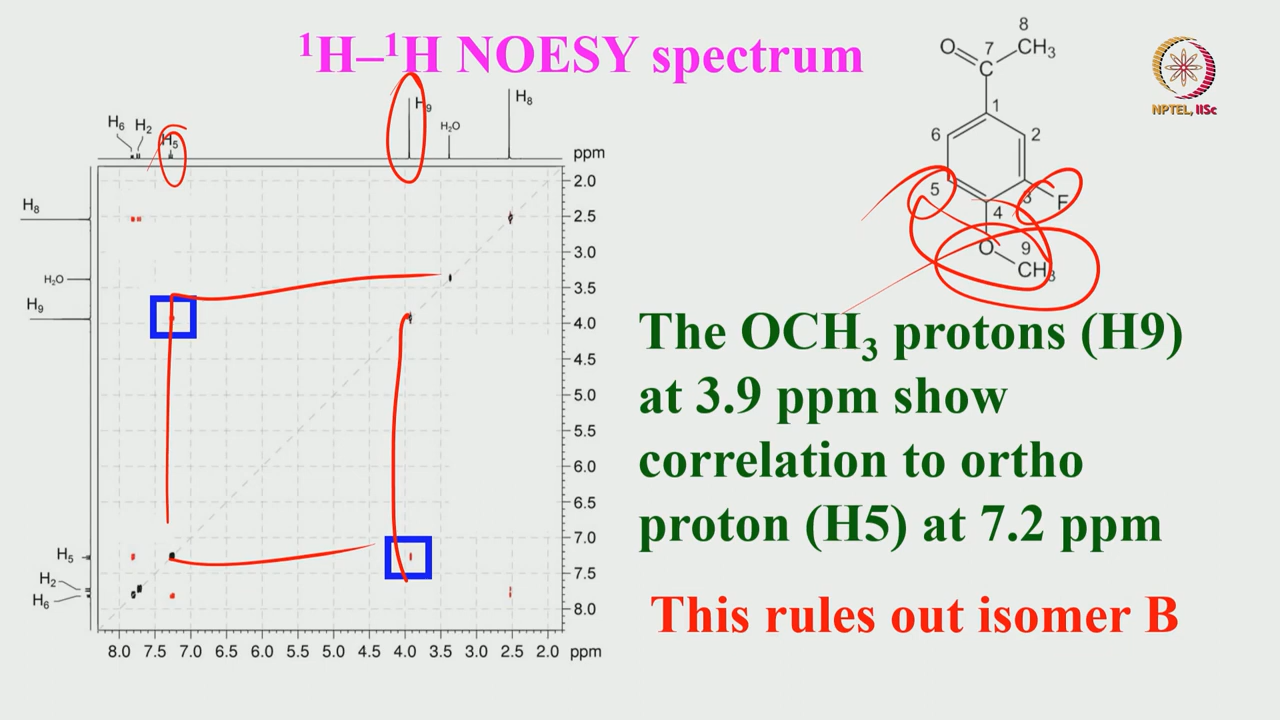 ¹H–¹H NOESY spectrum
8
O 7 CH₃
C
1
6 2
5 3 F
4
O 9
CH₃
NPTEL, IISc
H₆ H₂ H₅ H₉ H₂O H₈
ppm
H₈
H₂O
H₉
H₅
H₂
H₆
2.0
2.5
3.0
3.5
4.0
4.5
5.0
5.5
6.0
6.5
7.0
7.5
8.0
8.0 7.5 7.0 6.5 6.0 5.5 5.0 4.5 4.0 3.5 3.0 2.5 2.0 ppm
The OCH₃ protons (H9)
at 3.9 ppm show
correlation to ortho
proton (H5) at 7.2 ppm
This rules out isomer B